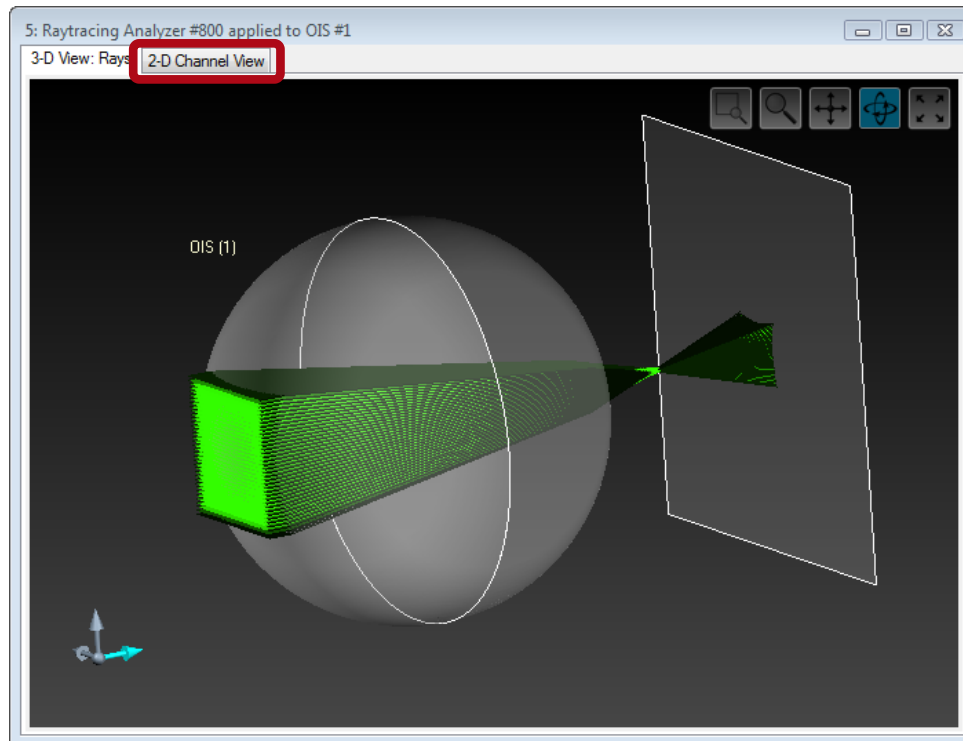 5: Raytracing Analyzer #800 applied to OIS #1
3-D View: Rays 2-D Channel View
OIS (1)